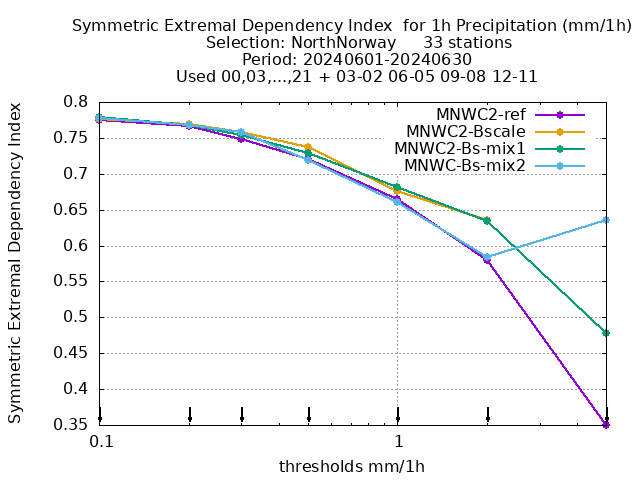 Symmetric Extremal Dependency Index  for 1h Precipitation (mm/1h)
Selection: NorthNorway     33 stations
Period: 20240601-20240630
Used 00,03,...,21 + 03-02 06-05 09-08 12-11
Symmetric Extremal Dependency Index
0.8
0.75
0.7
0.65
0.6
0.55
0.5
0.45
0.4
0.35
MNWC2-ref
MNWC2-Bscale
MNWC2-Bs-mix1
MNWC-Bs-mix2
0.1
1
thresholds mm/1h